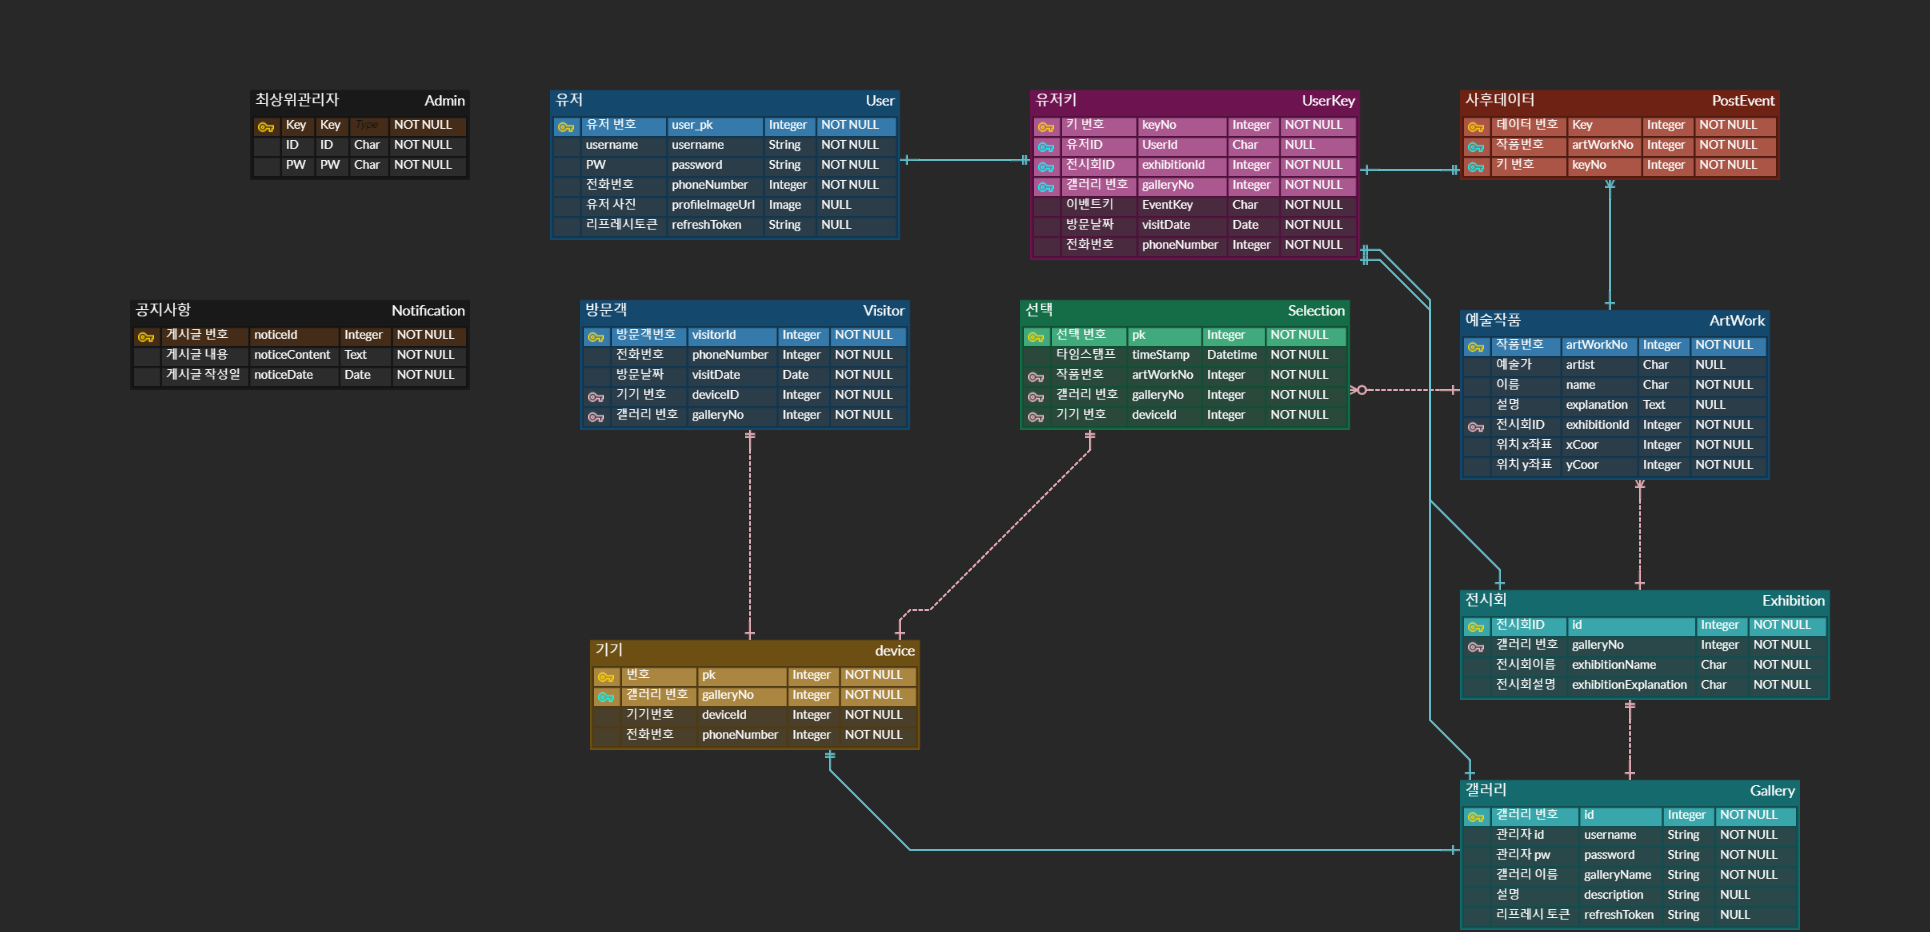 최상위관리자 Admin
Key Key Type NOT NULL
ID ID Char NOT NULL
PW PW Char NOT NULL
유저 User
유저 번호 user_pk Integer NOT NULL
username username String NOT NULL
PW password String NOT NULL
전화번호 phoneNumber Integer NOT NULL
유저 사진 profileImageUrl Image NULL
리프레시토큰 refreshToken String NULL
유저키 UserKey
키 번호 keyNo Integer NOT NULL
유저ID UserId Char NULL
전시회ID exhibitionId Integer NOT NULL
갤러리 번호 galleryNo Integer NOT NULL
이벤트키 EventKey Char NOT NULL
방문날짜 visitDate Date NOT NULL
전화번호 phoneNumber Integer NOT NULL
사후데이터 PostEvent
데이터 번호 Key Integer NOT NULL
작품번호 artWorkNo Integer NOT NULL
키 번호 keyNo Integer NOT NULL
공지사항 Notification
게시글 번호 noticeId Integer NOT NULL
게시글 내용 noticeContent Text NOT NULL
게시글 작성일 noticeDate Date NOT NULL
방문객 Visitor
방문객번호 visitorId Integer NOT NULL
전화번호 phoneNumber Integer NOT NULL
방문날짜 visitDate Date NOT NULL
기기 번호 deviceID Integer NOT NULL
갤러리 번호 galleryNo Integer NOT NULL
선택 Selection
선택 번호 pk Integer NOT NULL
타임스탬프 timeStamp Datetime NOT NULL
작품번호 artWorkNo Integer NOT NULL
갤러리 번호 galleryNo Integer NOT NULL
기기 번호 deviceId Integer NOT NULL
예술작품 ArtWork
작품번호 artWorkNo Integer NOT NULL
예술가 artist Char NULL
이름 name Char NOT NULL
설명 explanation Text NULL
전시회ID exhibitionId Integer NOT NULL
위치 x좌표 xCoor Integer NOT NULL
위치 y좌표 yCoor Integer NOT NULL
기기 device
번호 pk Integer NOT NULL
갤러리 번호 galleryNo Integer NOT NULL
기기번호 deviceId Integer NOT NULL
전화번호 phoneNumber Integer NOT NULL
전시회 Exhibition
전시회ID id Integer NOT NULL
갤러리 번호 galleryNo Integer NOT NULL
전시회이름 exhibitionName Char NOT NULL
전시회설명 exhibitionExplanation Char NOT NULL
갤러리 Gallery
갤러리 번호 id Integer NOT NULL
관리자 id username String NOT NULL
관리자 pw password String NOT NULL
갤러리 이름 galleryName String NOT NULL
설명 description String NULL
리프레시 토큰 refreshToken String NULL